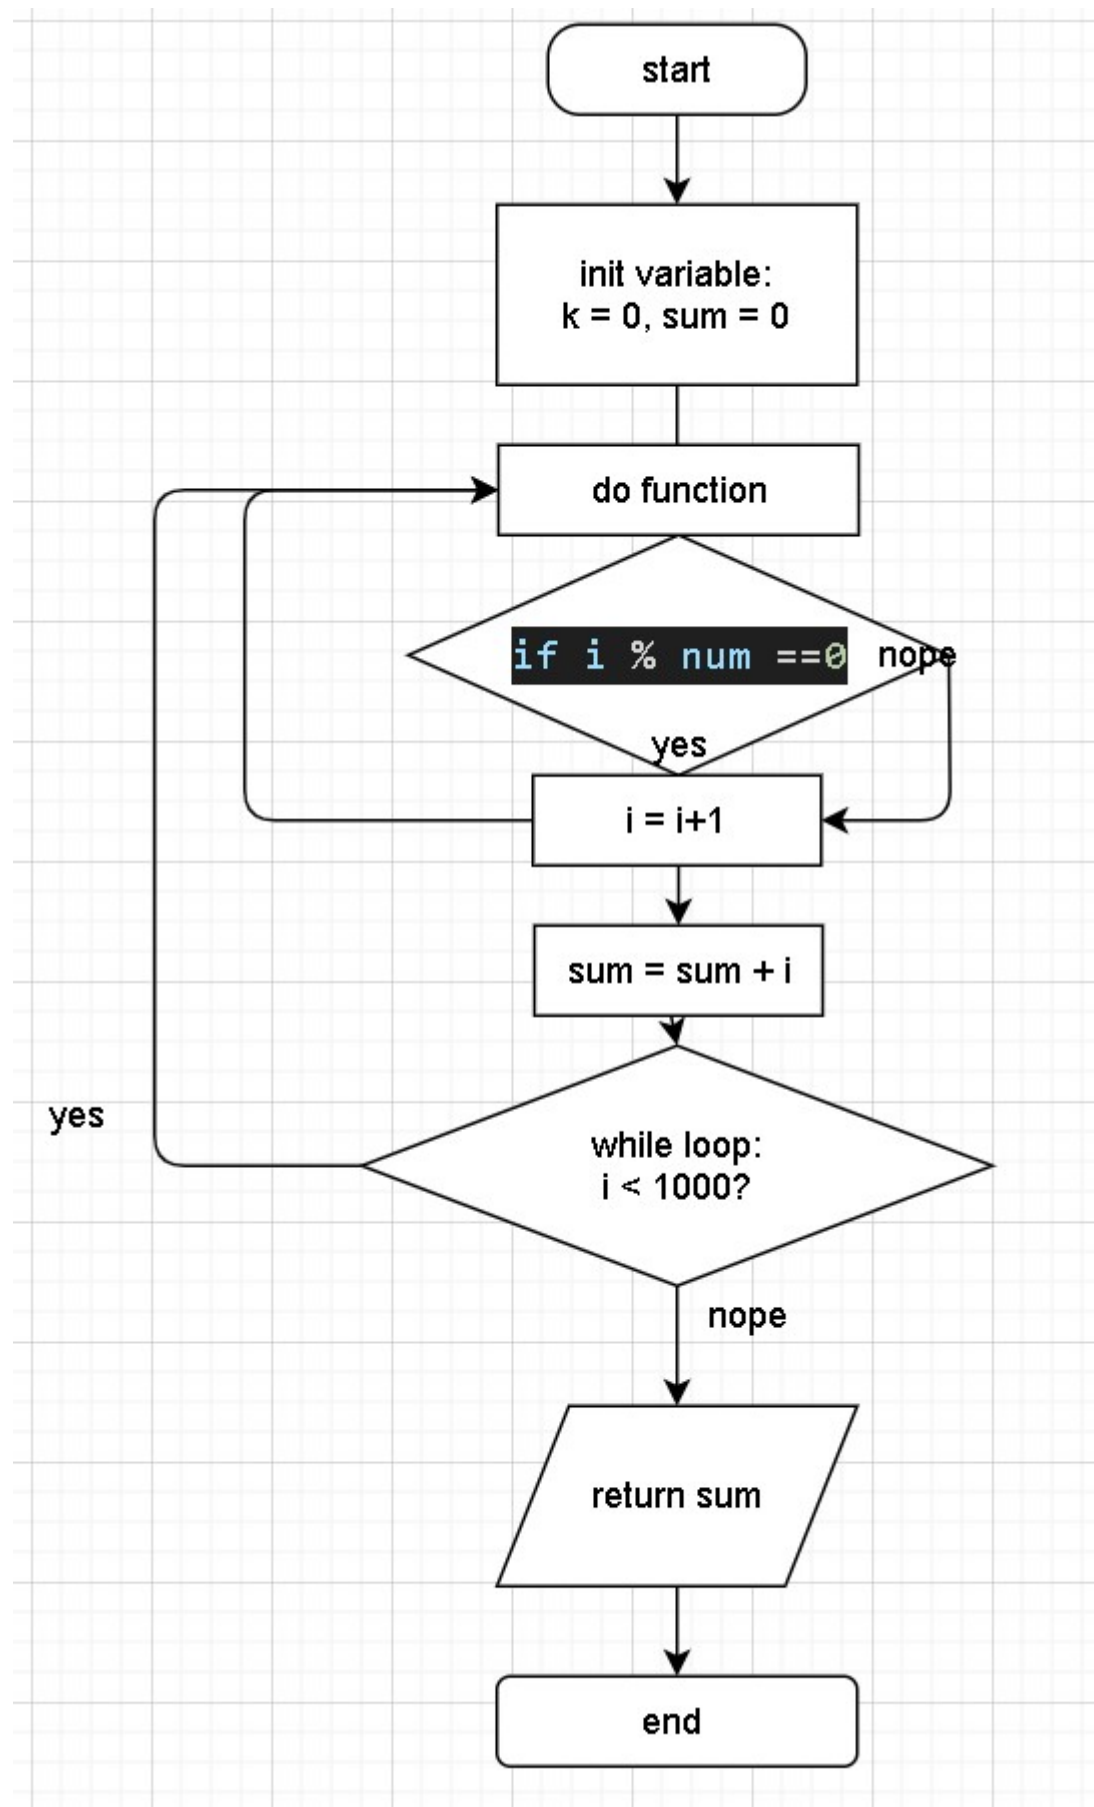 start
init variable:
k = 0, sum = 0
do function
if i % num ==0
nope
yes
i = i+1
sum = sum + i
yes
while loop:
i < 1000?
nope
return sum
end